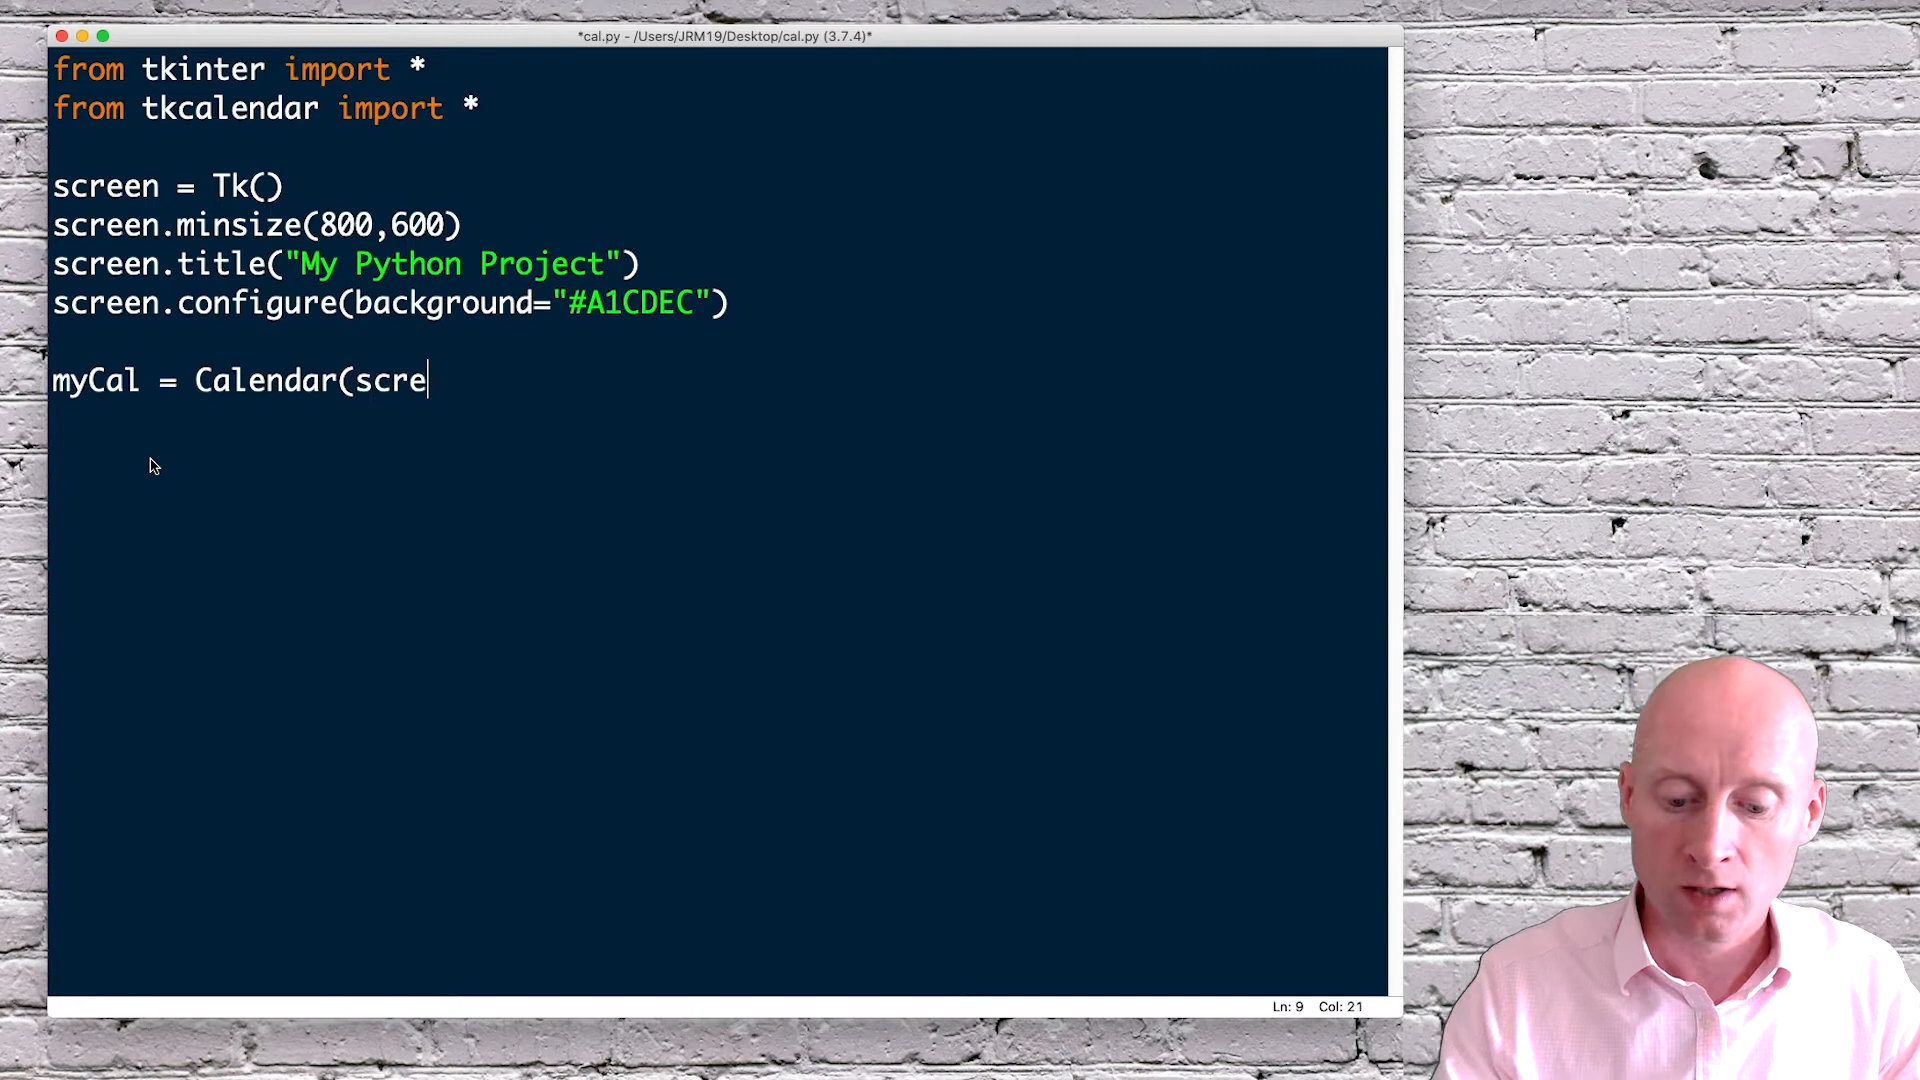 *cal.py - /Users/JRM19/Desktop/cal.py (3.7.4)*
from tkinter import *
from tkcalendar import *
screen = Tk()
screen.minsize(800,600)
screen.title("My Python Project")
screen.configure(background="#A1CDEC")
myCal = Calendar(scre
Ln: 9 Col: 21